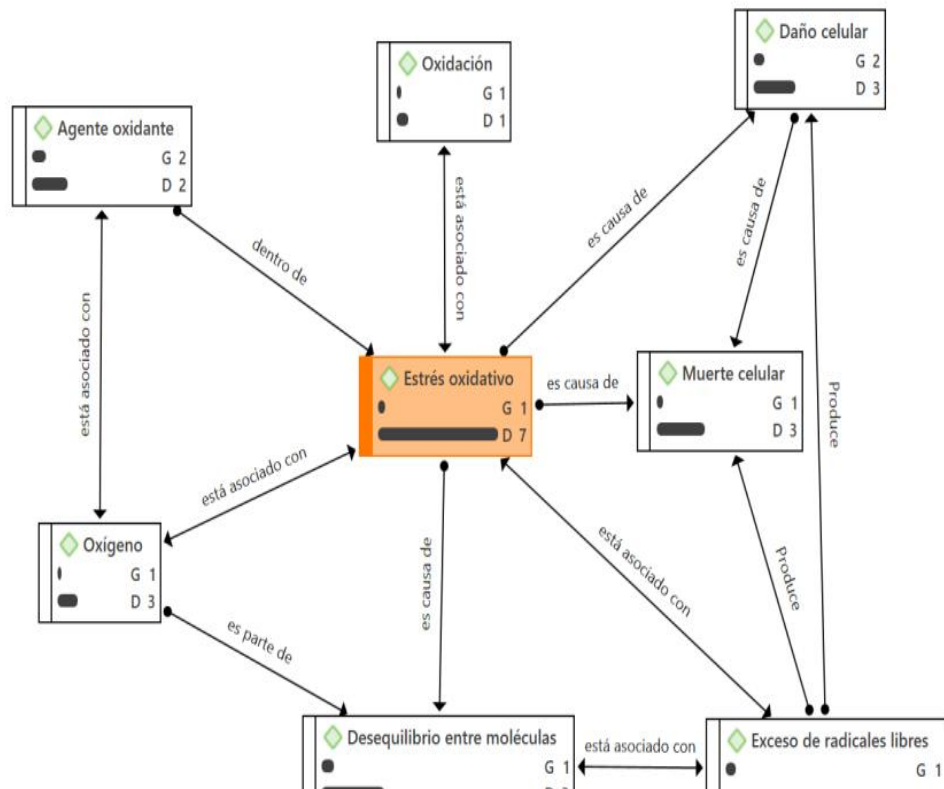 Daño celular
G 2
D 3
Oxidación
G 1
D 1
Agente oxidante
G 2
D 2
es causa de
está asociado con
es causa de
dentro de
está asociado con
Estrés oxidativo
G 1
D 7
es causa de
Muerte celular
G 1
D 3
Produce
está asociado con
Oxígeno
G 1
D 3
es causa de
está asociado con
Produce
es parte de
Desequilibrio entre moléculas
G 1
está asociado con
Exceso de radicales libres
G 1